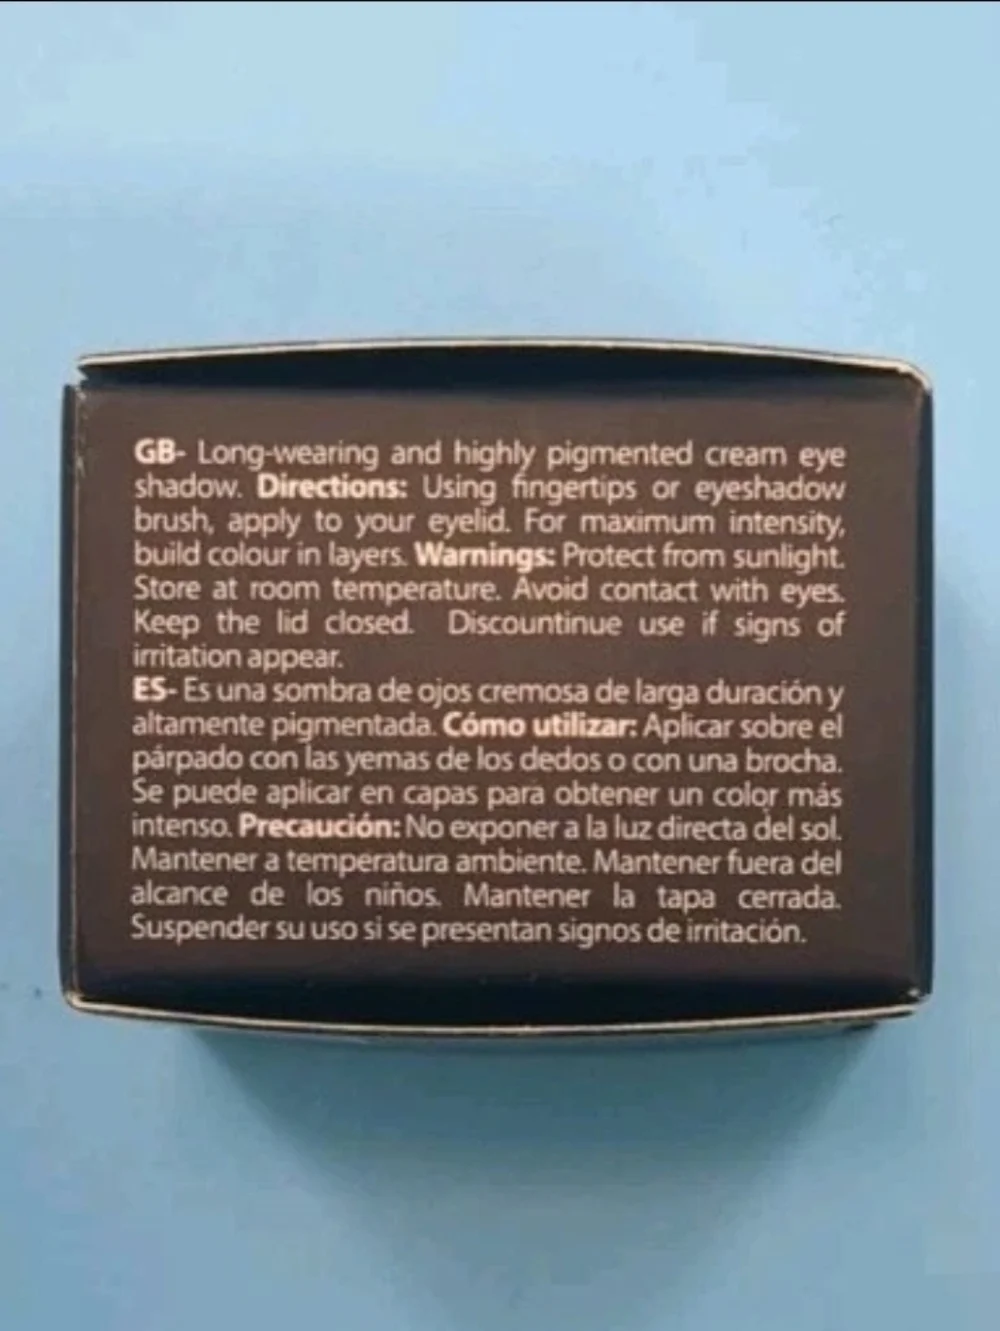 GB- Long-wearing and highly pigmented cream eye
shadow. Directions: Using fingertips or eyeshadow
brush, apply to your eyelid. For maximum intensity,
build colour in layers. Warnings: Protect from sunlight.
Store at room temperature. Avoid contact with eyes.
Keep the lid closed. Discountinue use if signs of
irritation appear.
ES- Es una sombra de ojos cremosa de larga duración y
altamente pigmentada. Cómo utilizar: Aplicar sobre el
párpado con las yemas de los dedos o con una brocha.
Se puede aplicar en capas para obtener un color más
intenso. Precaución: No exponer a la luz directa del sol.
Mantener a temperatura ambiente. Mantener fuera del
alcance de los niños. Mantener la tapa cerrada.
Suspender su uso si se presentan signos de irritación.